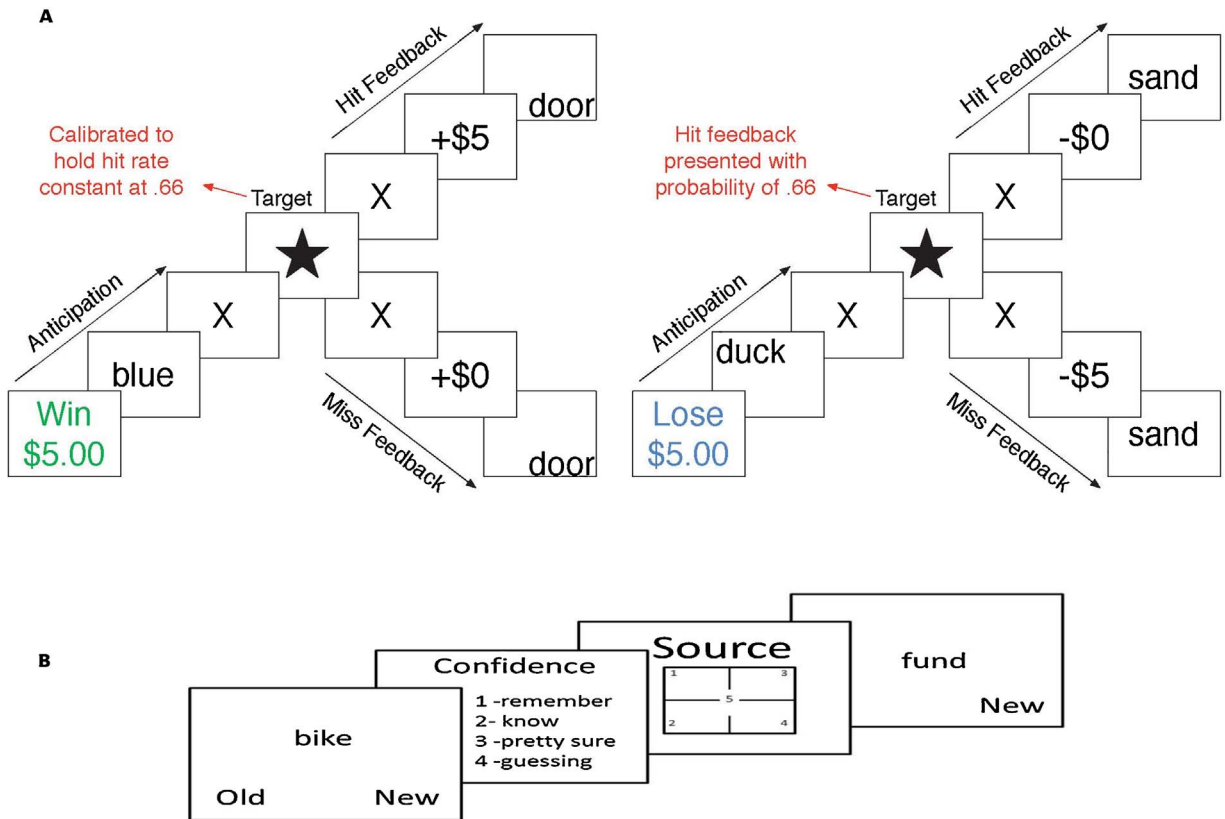 A
Calibrated to
hold hit rate
constant at .66
Target
Anticipation
Win
$5.00
blue
X
Hit Feedback
X
+$5
door
Miss Feedback
X
+$0
door
Hit feedback
presented with
probability of .66
Target
Anticipation
Lose
$5.00
duck
X
Hit Feedback
X
-$0
sand
Miss Feedback
X
-$5
sand
B
bike
Old New
Confidence
1 -remember
2- know
3 -pretty sure
4 -guessing
Source
1 3
5
2 4
fund
New